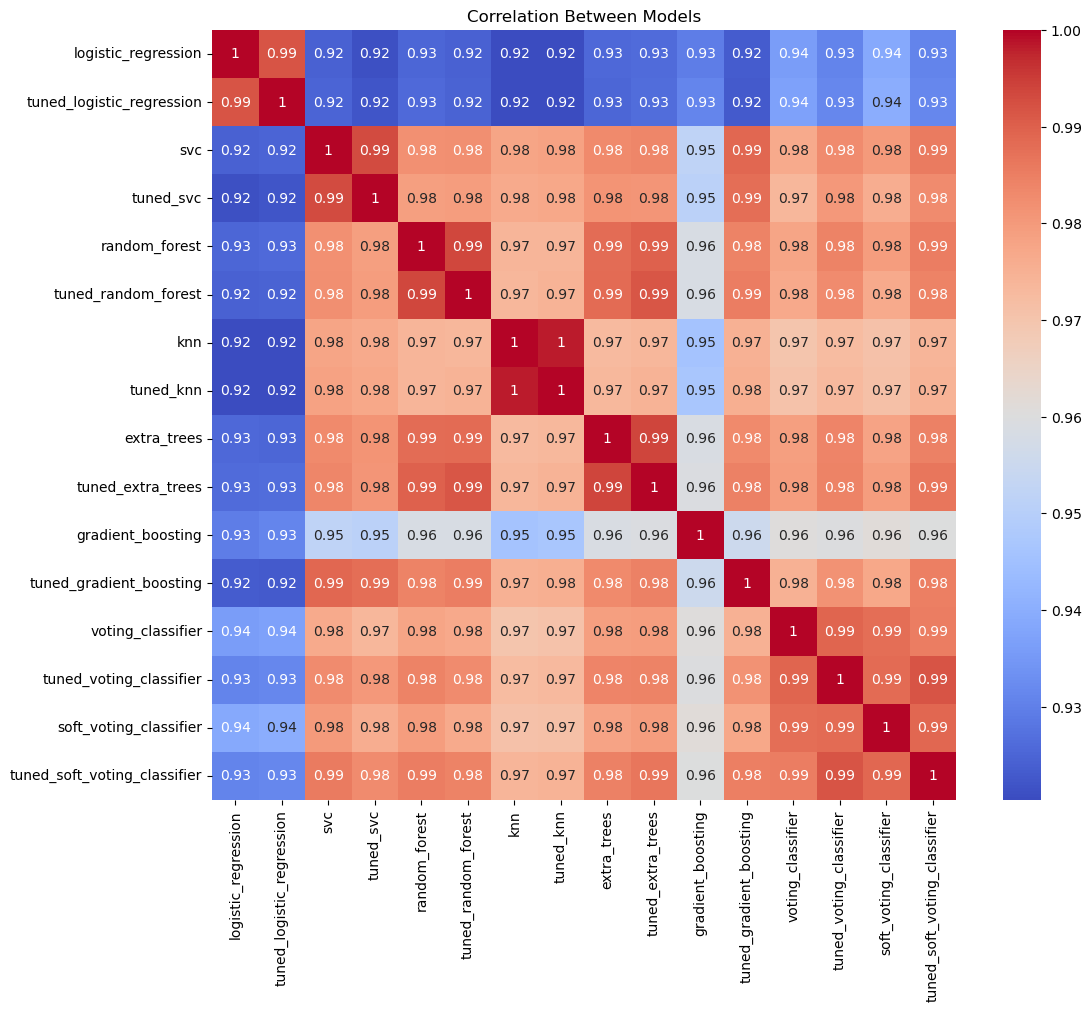 Correlation Between Models
logistic_regression 1 0.99 0.92 0.92 0.93 0.92 0.92 0.92 0.93 0.93 0.93 0.92 0.94 0.93 0.94 0.93
tuned_logistic_regression 0.99 1 0.92 0.92 0.93 0.92 0.92 0.92 0.93 0.93 0.93 0.92 0.94 0.93 0.94 0.93
svc 0.92 0.92 1 0.99 0.98 0.98 0.98 0.98 0.98 0.98 0.95 0.99 0.98 0.98 0.98 0.99
tuned_svc 0.92 0.92 0.99 1 0.98 0.98 0.98 0.98 0.98 0.98 0.95 0.99 0.97 0.98 0.98 0.98
random_forest 0.93 0.93 0.98 0.98 1 0.99 0.97 0.97 0.99 0.99 0.96 0.98 0.98 0.98 0.98 0.99
tuned_random_forest 0.92 0.92 0.98 0.98 0.99 1 0.97 0.97 0.99 0.99 0.96 0.99 0.98 0.98 0.98 0.98
knn 0.92 0.92 0.98 0.98 0.97 0.97 1 1 0.97 0.97 0.95 0.97 0.97 0.97 0.97 0.97
tuned_knn 0.92 0.92 0.98 0.98 0.97 0.97 1 1 0.97 0.97 0.95 0.98 0.97 0.97 0.97 0.97
extra_trees 0.93 0.93 0.98 0.98 0.99 0.99 0.97 0.97 1 0.99 0.96 0.98 0.98 0.98 0.98 0.98
tuned_extra_trees 0.93 0.93 0.98 0.98 0.99 0.99 0.97 0.97 0.99 1 0.96 0.98 0.98 0.98 0.98 0.99
gradient_boosting 0.93 0.93 0.95 0.95 0.96 0.96 0.95 0.95 0.96 0.96 1 0.96 0.96 0.96 0.96 0.96
tuned_gradient_boosting 0.92 0.92 0.99 0.99 0.98 0.99 0.97 0.98 0.98 0.98 0.96 1 0.98 0.98 0.98 0.98
voting_classifier 0.94 0.94 0.98 0.97 0.98 0.98 0.97 0.97 0.98 0.98 0.96 0.98 1 0.99 0.99 0.99
tuned_voting_classifier 0.93 0.93 0.98 0.98 0.98 0.98 0.97 0.97 0.98 0.98 0.96 0.98 0.99 1 0.99 0.99
soft_voting_classifier 0.94 0.94 0.98 0.98 0.98 0.98 0.97 0.97 0.98 0.98 0.96 0.98 0.99 0.99 1 0.99
tuned_soft_voting_classifier 0.93 0.93 0.99 0.98 0.99 0.98 0.97 0.97 0.98 0.99 0.96 0.98 0.99 0.99 0.99 1
logistic_regression
tuned_logistic_regression
svc
tuned_svc
random_forest
tuned_random_forest
knn
tuned_knn
extra_trees
tuned_extra_trees
gradient_boosting
tuned_gradient_boosting
voting_classifier
tuned_voting_classifier
soft_voting_classifier
tuned_soft_voting_classifier
1.00
0.99
0.98
0.97
0.96
0.95
0.94
0.93